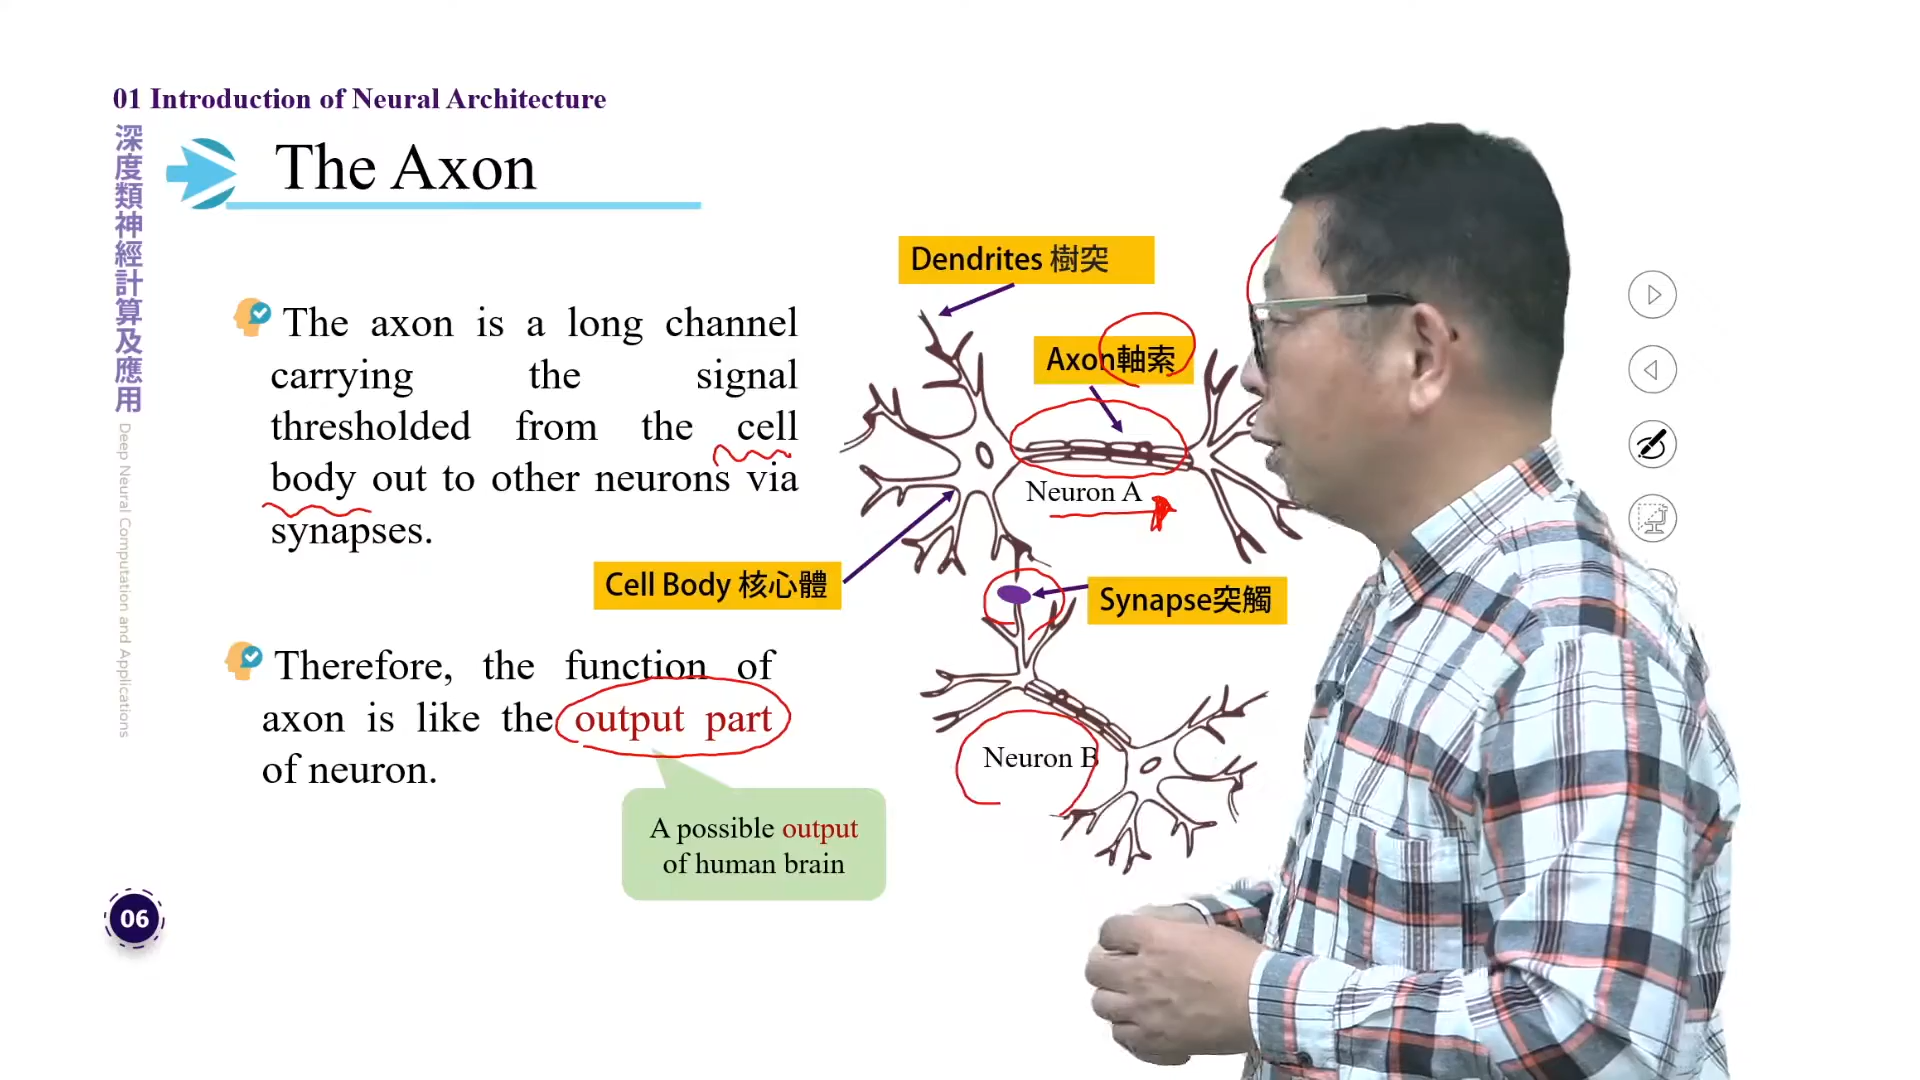 01 Introduction of Neural Architecture
深度類神經計算及應用
Deep Neural Computation and Applications
The Axon
The axon is a long channel
carrying the signal
thresholded from the cell
body out to other neurons via
synapses.
Therefore, the function of
axon is like the output part
of neuron.
A possible output
of human brain
Dendrites 樹突
Axon軸索
Neuron A
Cell Body 核心體
Synapse突觸
Neuron B
06